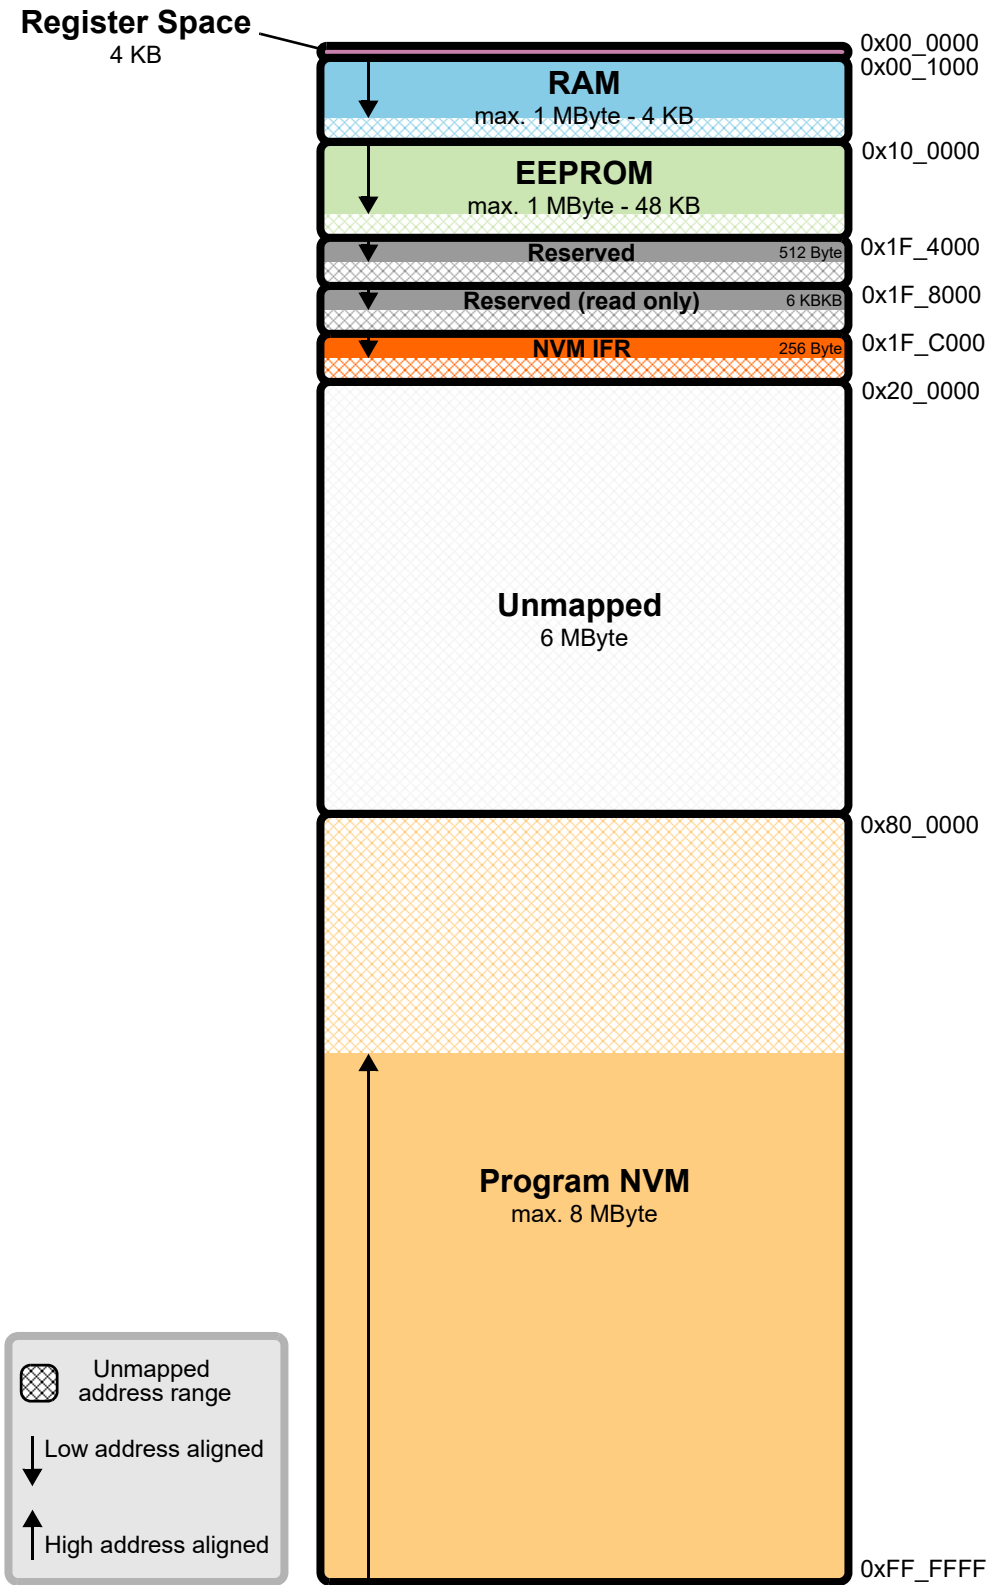 Register Space
4 KB
0x00_0000
0x00_1000
RAM
max. 1 MByte - 4 KB
0x10_0000
EEPROM
max. 1 MByte - 48 KB
0x1F_4000
Reserved
512 Byte
0x1F_8000
Reserved (read only)
6 KBKB
0x1F_C000
NVM IFR
256 Byte
0x20_0000
Unmapped
6 MByte
0x80_0000
Program NVM
max. 8 MByte
Unmapped
address range
Low address aligned
High address aligned
0xFF_FFFF